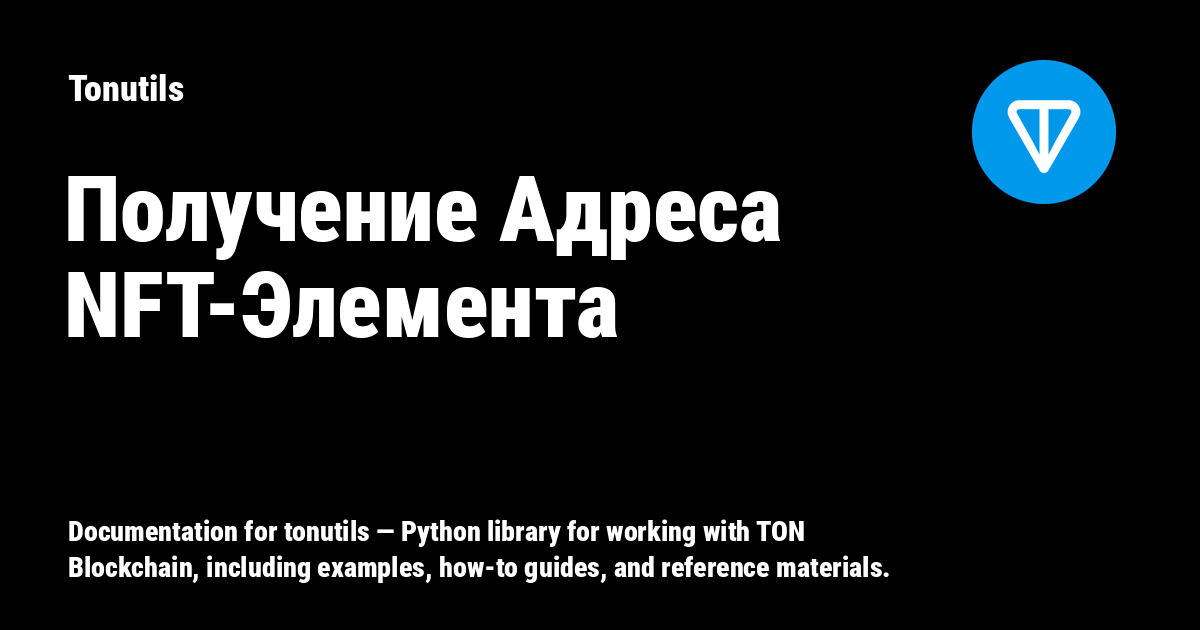 Tonutils
Получение Адреса
NFT-Элемента
Documentation for tonutils — Python library for working with TON
Blockchain, including examples, how-to guides, and reference materials.